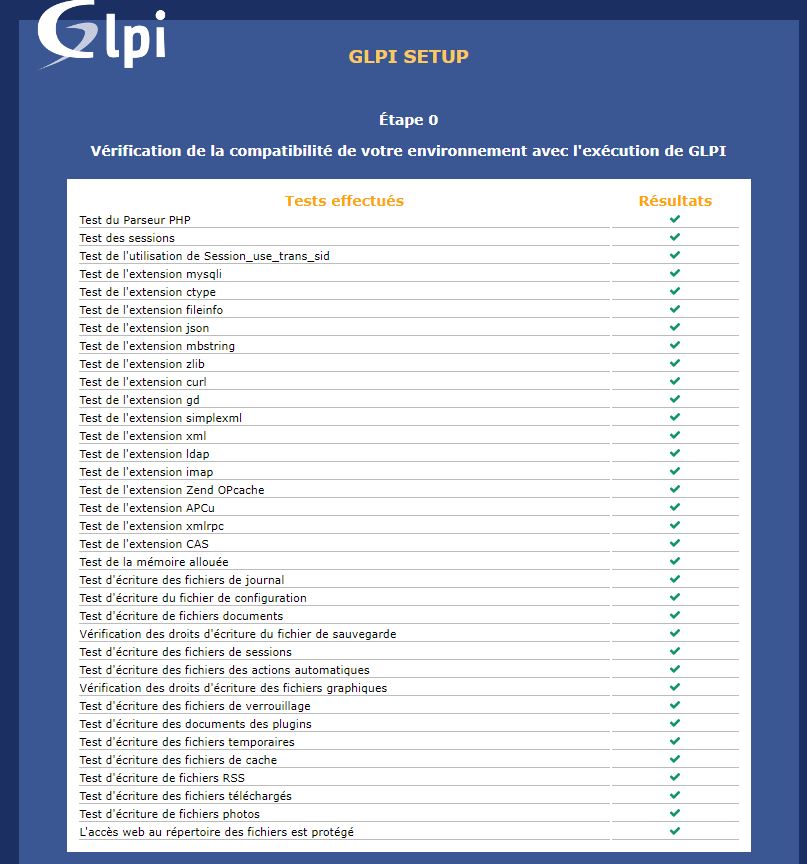 Glpi
GLPI SETUP
Étape 0
Vérification de la compatibilité de votre environnement avec l'exécution de GLPI
Tests effectués Résultats
Test du Parseur PHP
Test des sessions
Test de l'utilisation de Session_use_trans_sid
Test de l'extension mysqli
Test de l'extension ctype
Test de l'extension fileinfo
Test de l'extension json
Test de l'extension mbstring
Test de l'extension zlib
Test de l'extension curl
Test de l'extension gd
Test de l'extension simplexml
Test de l'extension xml
Test de l'extension ldap
Test de l'extension imap
Test de l'extension Zend OPcache
Test de l'extension APCu
Test de l'extension xmlrpc
Test de l'extension CAS
Test de la mémoire allouée
Test d'écriture des fichiers de journal
Test d'écriture du fichier de configuration
Test d'écriture de fichiers documents
Vérification des droits d'écriture du fichier de sauvegarde
Test d'écriture des fichiers de sessions
Test d'écriture des fichiers des actions automatiques
Vérification des droits d'écriture des fichiers graphiques
Test d'écriture des fichiers de verrouillage
Test d'écriture des documents des plugins
Test d'écriture des fichiers temporaires
Test d'écriture des fichiers de cache
Test d'écriture de fichiers RSS
Test d'écriture des fichiers téléchargés
Test d'écriture de fichiers photos
L'accès web au répertoire des fichiers est protégé